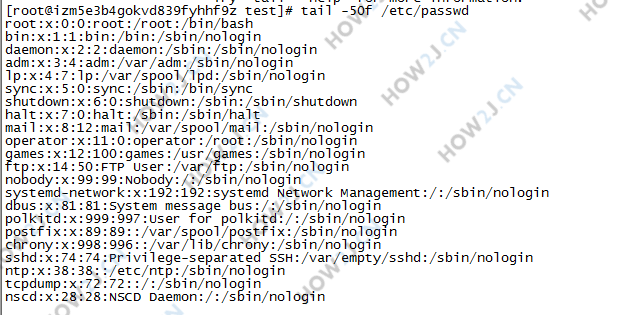 [root@izm5e3b4gokvd839fyhhf9z test]# tail -50f /etc/passwd
root:x:0:0:root:/root:/bin/bash
bin:x:1:1:bin:/bin:/sbin/nologin
daemon:x:2:2:daemon:/sbin:/sbin/nologin
adm:x:3:4:adm:/var/adm:/sbin/nologin
lp:x:4:7:lp:/var/spool/lpd:/sbin/nologin
sync:x:5:0:sync:/sbin:/bin/sync
shutdown:x:6:0:shutdown:/sbin:/sbin/shutdown
halt:x:7:0:halt:/sbin:/sbin/halt
mail:x:8:12:mail:/var/spool/mail:/sbin/nologin
operator:x:11:0:operator:/root:/sbin/nologin
games:x:12:100:games:/usr/games:/sbin/nologin
ftp:x:14:50:FTP User:/var/ftp:/sbin/nologin
nobody:x:99:99:Nobody:/:/sbin/nologin
systemd-network:x:192:192:systemd Network Management:/:/sbin/nologin
dbus:x:81:81:System message bus:/:/sbin/nologin
polkitd:x:999:997:User for polkitd:/:/sbin/nologin
postfix:x:89:89::/var/spool/postfix:/sbin/nologin
chrony:x:998:996::/var/lib/chrony:/sbin/nologin
sshd:x:74:74:Privilege-separated SSH:/var/empty/sshd:/sbin/nologin
ntp:x:38:38::/etc/ntp:/sbin/nologin
tcpdump:x:72:72::/:/sbin/nologin
nscd:x:28:28:NSCD Daemon:/:/sbin/nologin
HOW2J.CN
HOW2J.CN
HOW2J.CN
HOW2J.CN